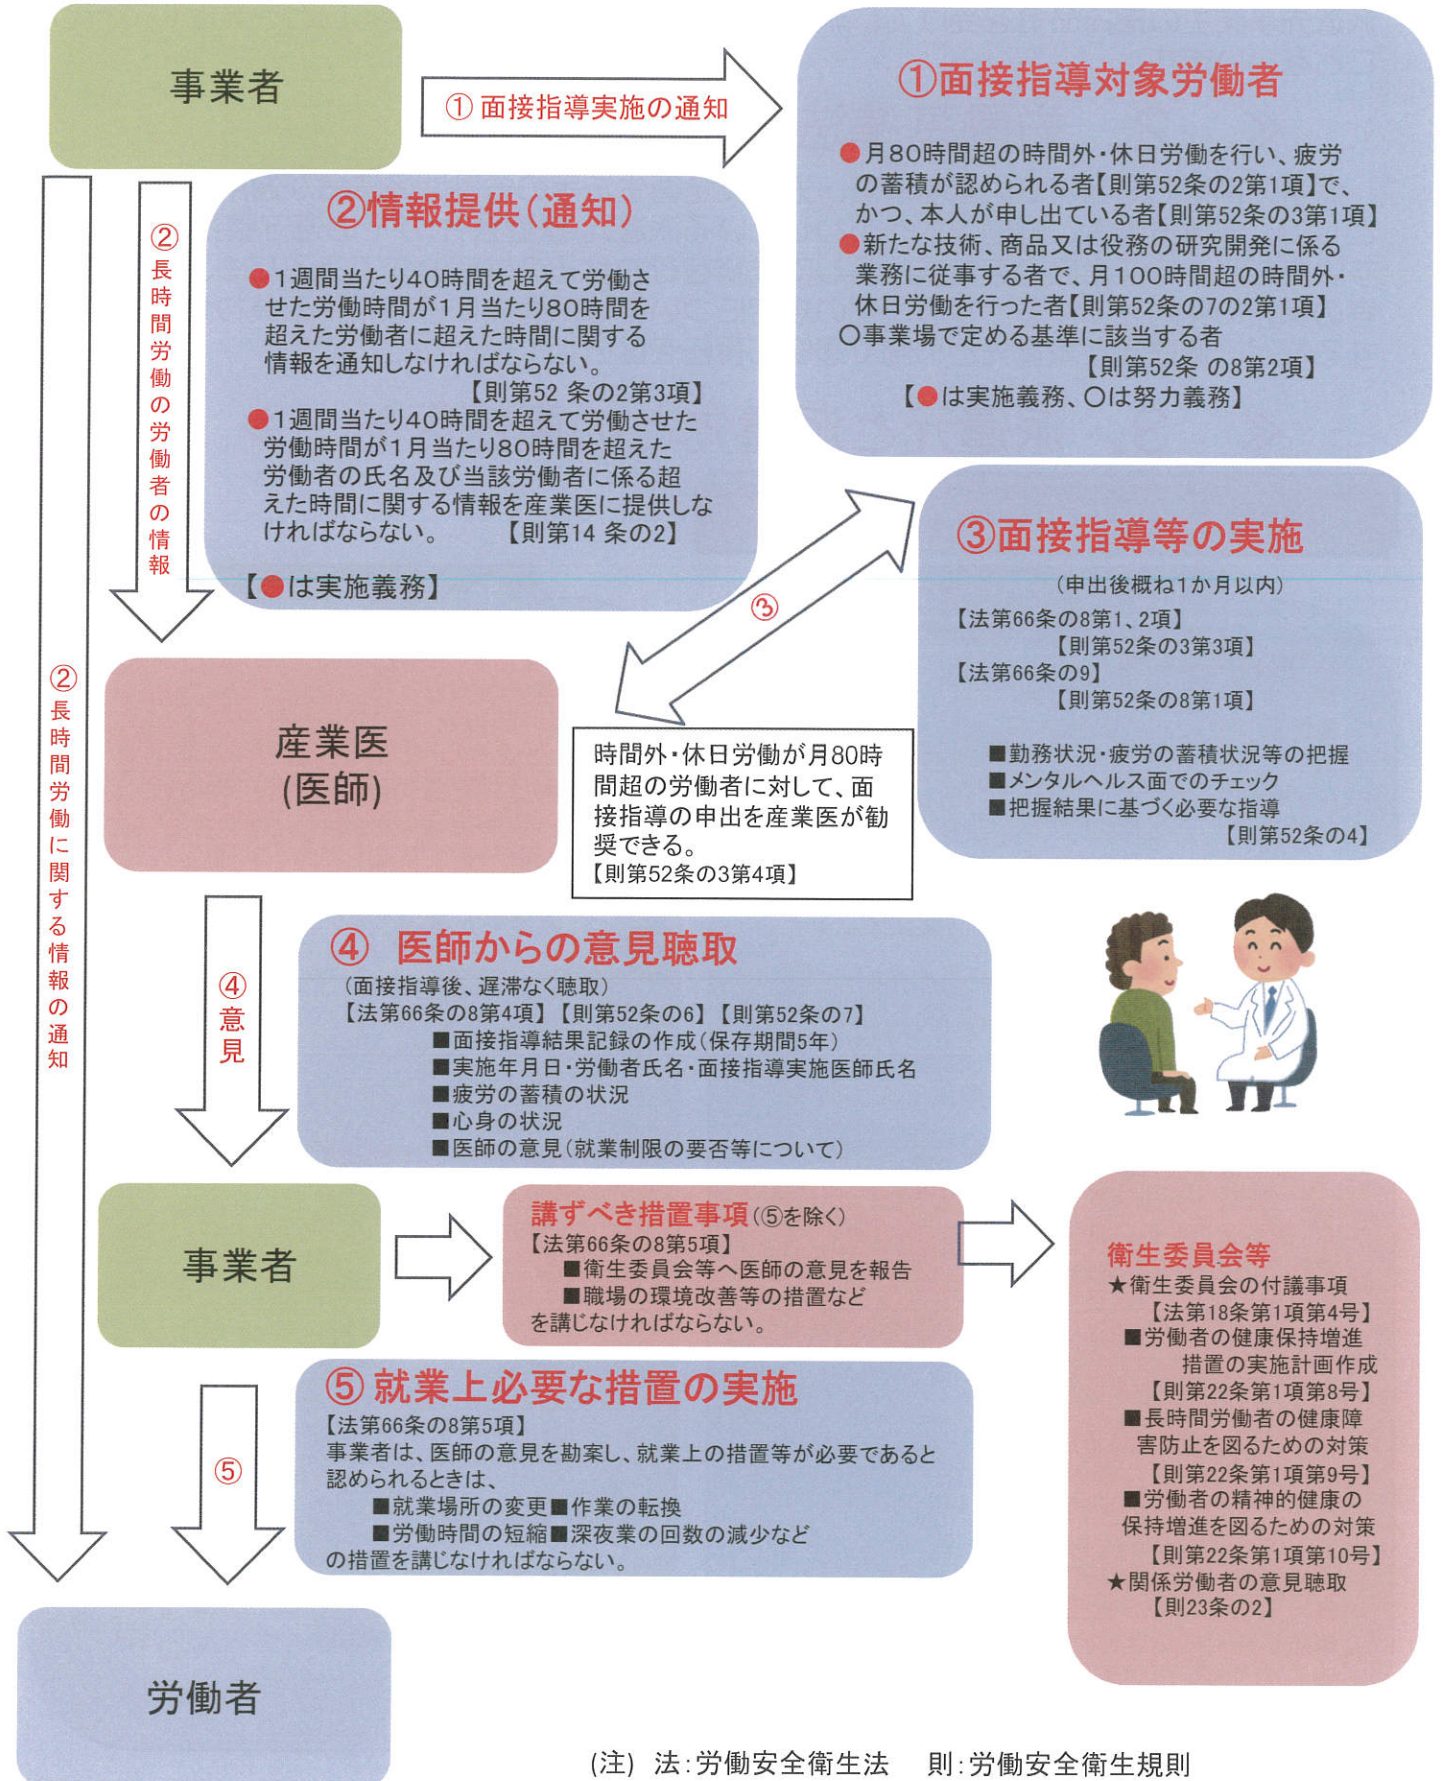 事業者
① 面接指導実施の通知
①面接指導対象労働者
●月80時間超の時間外・休日労働を行い、疲労
の蓄積が認められる者【則第52条の2第1項】で、
かつ、本人が申し出ている者【則第52条の3第1項】
●新たな技術、商品又は役務の研究開発に係る
業務に従事する者で、月100時間超の時間外・
休日労働を行った者【則第52条の7の2第1項】
〇事業場で定める基準に該当する者
【則第52条 の8第2項】
【●は実施義務、〇は努力義務】
②長時間労働の労働者の情報
②情報提供(通知)
●1週間当たり40時間を超えて労働さ
せた労働時間が1月当たり80時間を
超えた労働者に超えた時間に関する
情報を通知しなければならない。
【則第52 条の2第3項】
●1週間当たり40時間を超えて労働させた
労働時間が1月当たり80時間を超えた
労働者の氏名及び当該労働者に係る超
えた時間に関する情報を産業医に提供しな
ければならない。 【則第14 条の2】
【●は実施義務】
②長時間労働に関する情報の通知
③
③面接指導等の実施
(申出後概ね1か月以内)
【法第66条の8第1、2項】
【則第52条の3第3項】
【法第66条の9】
【則第52条の8第1項】
■勤務状況・疲労の蓄積状況等の把握
■メンタルヘルス面でのチェック
■把握結果に基づく必要な指導
【則第52条の4】
産業医
(医師)
時間外・休日労働が月80時
間超の労働者に対して、面
接指導の申出を産業医が勧
奨できる。
【則第52条の3第4項】
④意見
④ 医師からの意見聴取
(面接指導後、遅滞なく聴取)
【法第66条の8第4項】【則第52条の6】【則第52条の7】
■面接指導結果記録の作成(保存期間5年)
■実施年月日・労働者氏名・面接指導実施医師氏名
■疲労の蓄積の状況
■心身の状況
■医師の意見(就業制限の要否等について)
事業者
講ずべき措置事項(⑤を除く)
【法第66条の8第5項】
■衛生委員会等へ医師の意見を報告
■職場の環境改善等の措置など
を講じなければならない。
衛生委員会等
★衛生委員会の付議事項
【法第18条第1項第4号】
■労働者の健康保持増進
措置の実施計画作成
【則第22条第1項第8号】
■長時間労働者の健康障
害防止を図るための対策
【則第22条第1項第9号】
■労働者の精神的健康の
保持増進を図るための対策
【則第22条第1項第10号】
★関係労働者の意見聴取
【則23条の2】
⑤
⑤就業上必要な措置の実施
【法第66条の8第5項】
事業者は、医師の意見を勘案し、就業上の措置等が必要であると
認められるときは、
■就業場所の変更■作業の転換
■労働時間の短縮■深夜業の回数の減少など
の措置を講じなければならない。
労働者
(注) 法:労働安全衛生法 則:労働安全衛生規則